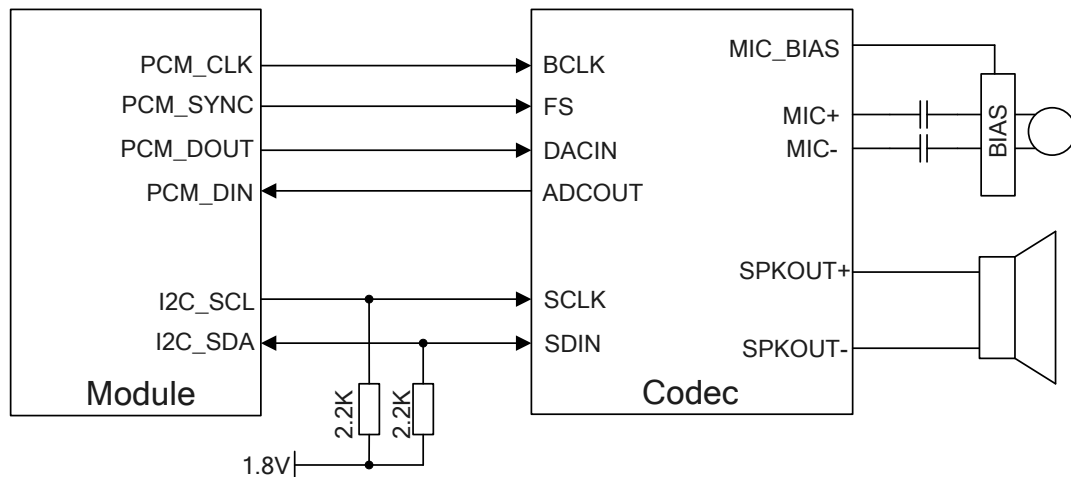 PCM_CLK
PCM_SYNC
PCM_DOUT
PCM_DIN
I2C_SCL
I2C_SDA
Module
2.2K
2.2K
1.8V
BCLK
FS
DACIN
ADCOUT
SCLK
SDIN
MIC_BIAS
MIC+
MIC-
SPKOUT+
SPKOUT-
Codec
BIAS